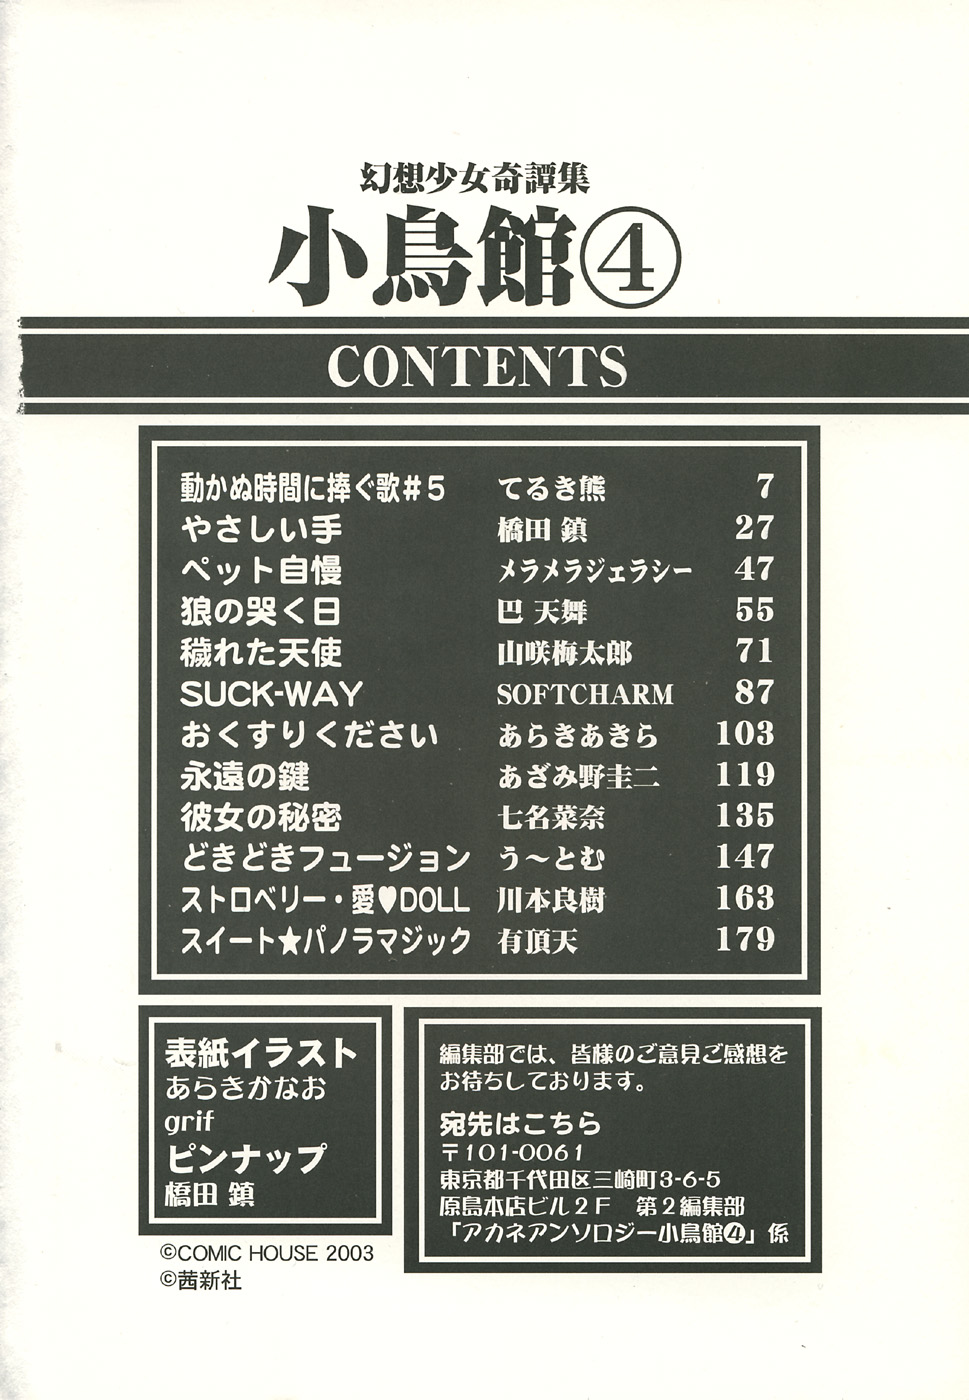 幻想少女奇譚集
小鳥館④
CONTENTS
動かぬ時間に捧ぐ歌#5 てるき熊 7
やさしい手 橋田 鎮 27
ペット自慢 メラメラジェラシー 47
狼の哭く日 巴 天舞 55
穢れた天使 山咲梅太郎 71
SUCK-WAY SOFTCHARM 87
おくすりください あらきあきら 103
永遠の鍵 あざみ野圭二 119
彼女の秘密 七名菜奈 135
どきどきフュージョン う～とむ 147
ストロベリー・愛♥DOLL 川本良樹 163
スイート★パノラマジック 有頂天 179
表紙イラスト
あらきかなお
grif
ピンナップ
橋田 鎮
©COMIC HOUSE 2003
©茜新社
編集部では、皆様のご意見ご感想を
お待ちしております。
宛先はこちら
〒101-0061
東京都千代田区三崎町3-6-5
原島本店ビル2F 第2編集部
「アカネアンソロジー小鳥館❹」係